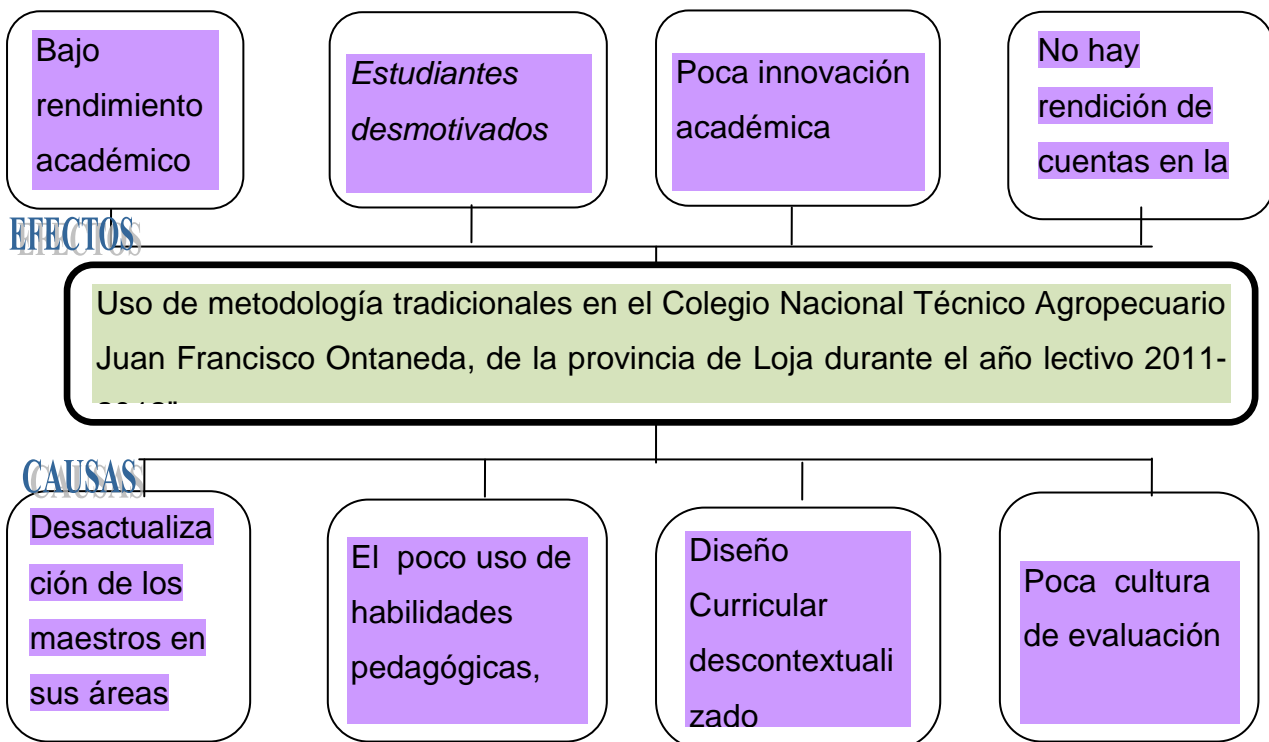 Bajo
rendimiento
académico
Estudiantes
desmotivados
Poca innovación
académica
No hay
rendición de
cuentas en la
EFECTOS
Uso de metodología tradicionales en el Colegio Nacional Técnico Agropecuario
Juan Francisco Ontaneda, de la provincia de Loja durante el año lectivo 2011-
CAUSAS
Desactualiza
ción de los
maestros en
sus áreas
El poco uso de
habilidades
pedagógicas,
Diseño
Curricular
descontextuali
zado
Poca cultura
de evaluación